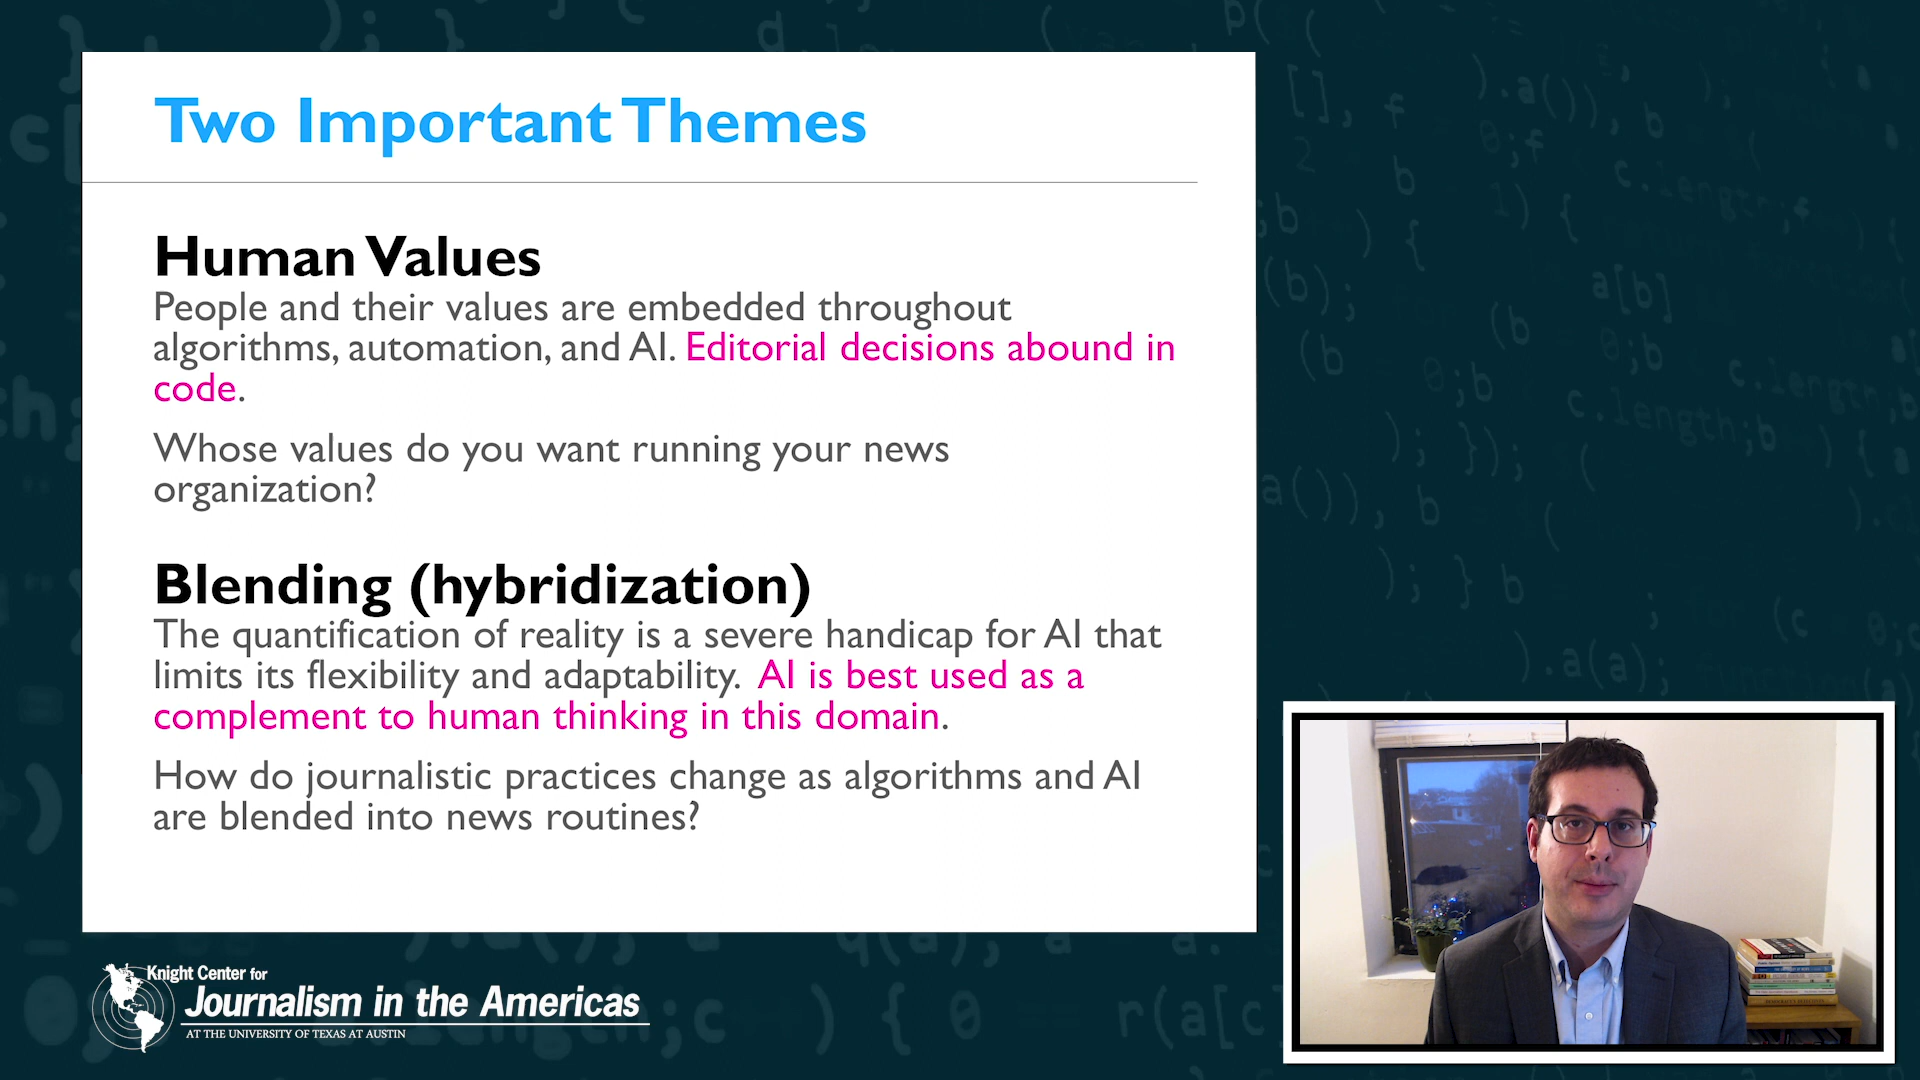 Two Important Themes
Human Values
People and their values are embedded throughout
algorithms, automation, and AI. Editorial decisions abound in
code.
Whose values do you want running your news
organization?
Blending (hybridization)
The quantification of reality is a severe handicap for AI that
limits its flexibility and adaptability. AI is best used as a
complement to human thinking in this domain.
How do journalistic practices change as algorithms and AI
are blended into news routines?
Knight Center for
Journalism in the Americas
AT THE UNIVERSITY OF TEXAS AT AUSTIN